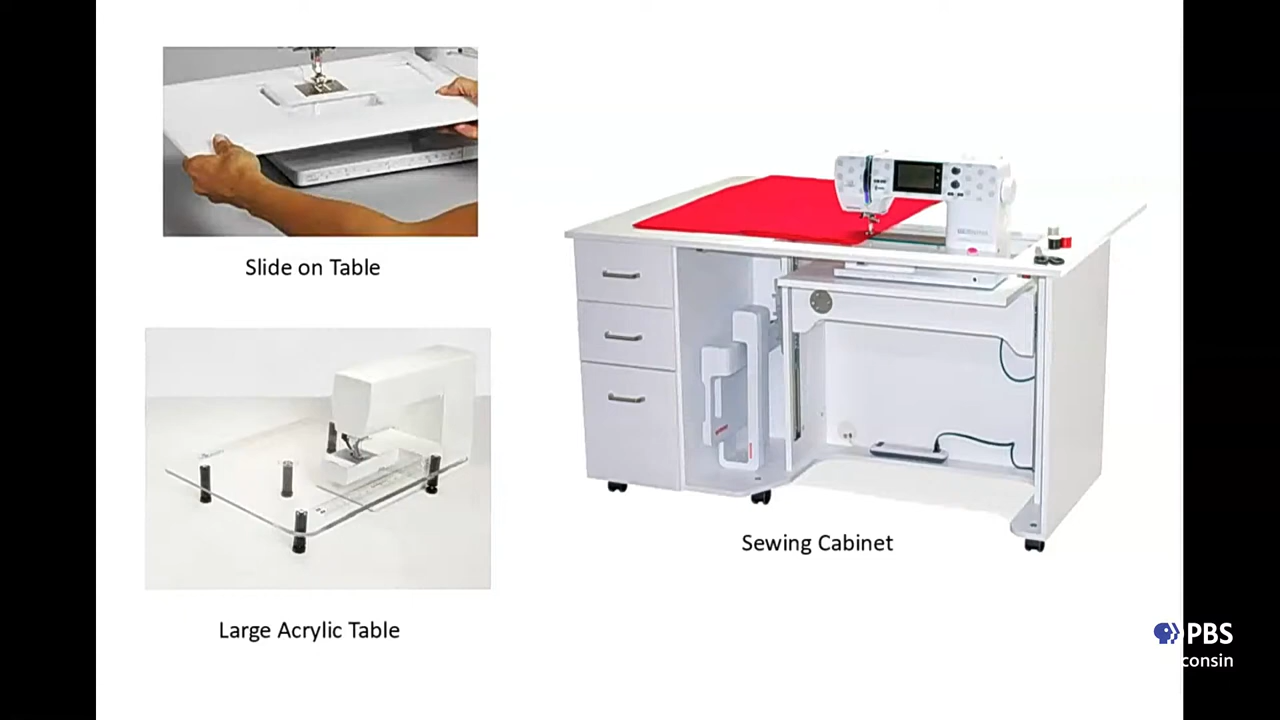 Slide on Table
Large Acrylic Table
Sewing Cabinet
PBS
consin